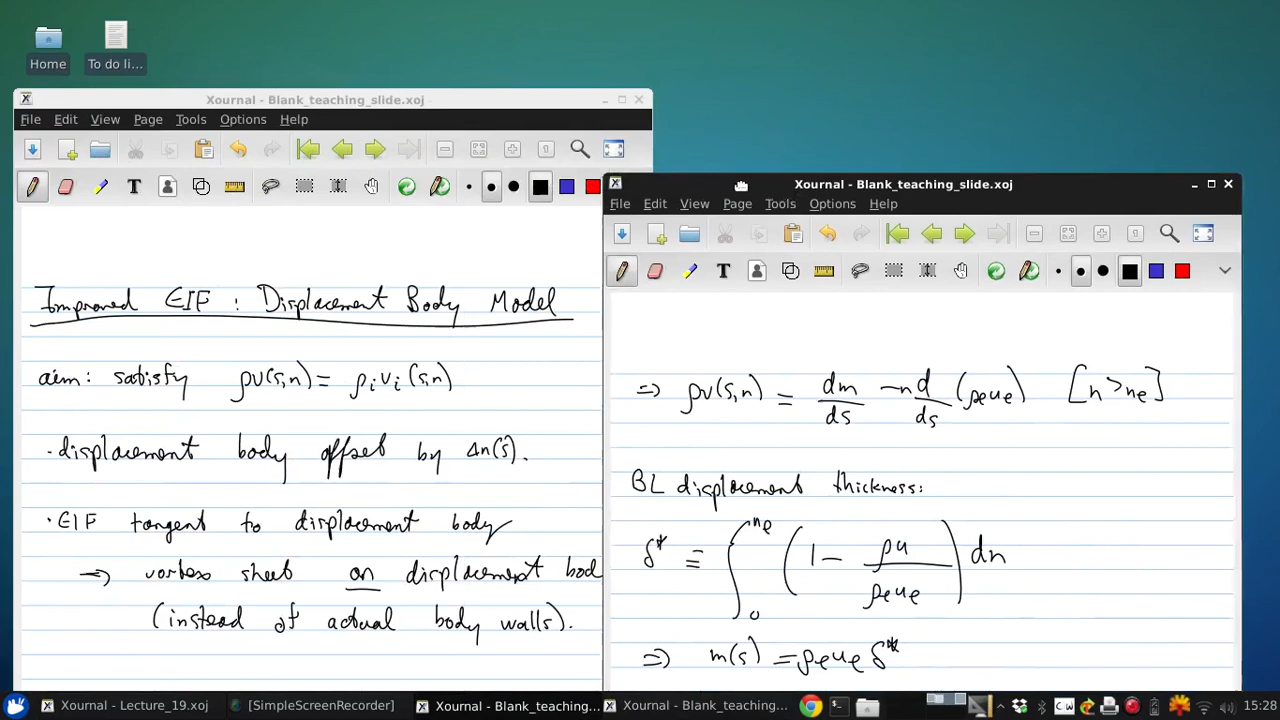 Home
To do li...
Xournal - Blank_teaching_slide.xoj
File Edit View Page Tools Options Help
Improved EIF : Displacement Body Model
aim: satisfy ρv(s,n) = ρᵢvᵢ(s,n)
· displacement body offset by Δn(s).
· EIF tangent to displacement body
→ vortex sheet on displacement bod
(instead of actual body walls).
Xournal - Blank_teaching_slide.xoj
File Edit View Page Tools Options Help
⇒ ρv(s,n) = dm/ds - n d/ds (ρₑuₑ) [n > nₑ]
BL displacement thickness:
δ* ≡ ∫₀^nₑ (1 - ρu/ρₑuₑ) dn
⇒ m(s) = ρₑuₑ δ*
Xournal - Lecture_19.xoj
[SimpleScreenRecorder]
Xournal - Blank_teaching...
Xournal - Blank_teaching_slide....
CW
15:28